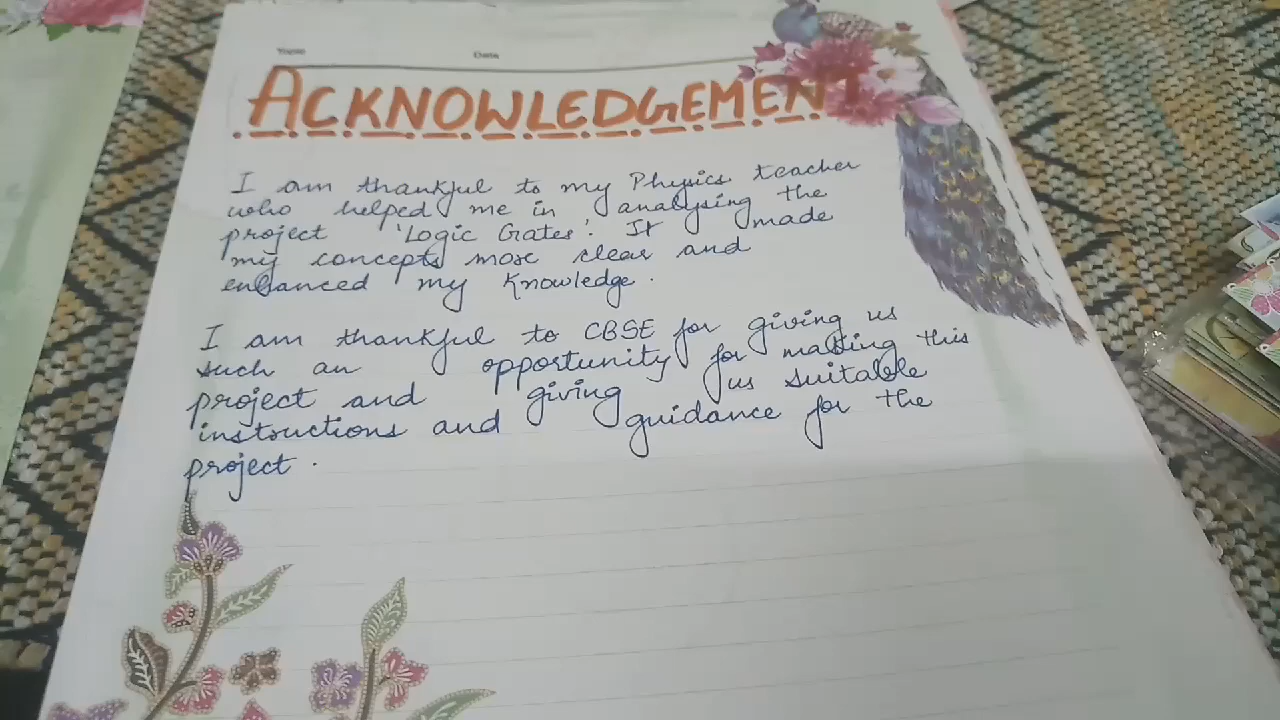 Topic Date
ACKNOWLEDGEMENT
I am thankful to my Physics teacher
who helped me in analysing the
project 'Logic Gates'. It made
my concepts more clear and
enhanced my knowledge.
I am thankful to CBSE for giving us
such an opportunity for making this
project and giving us suitable
instructions and guidance for the
project.